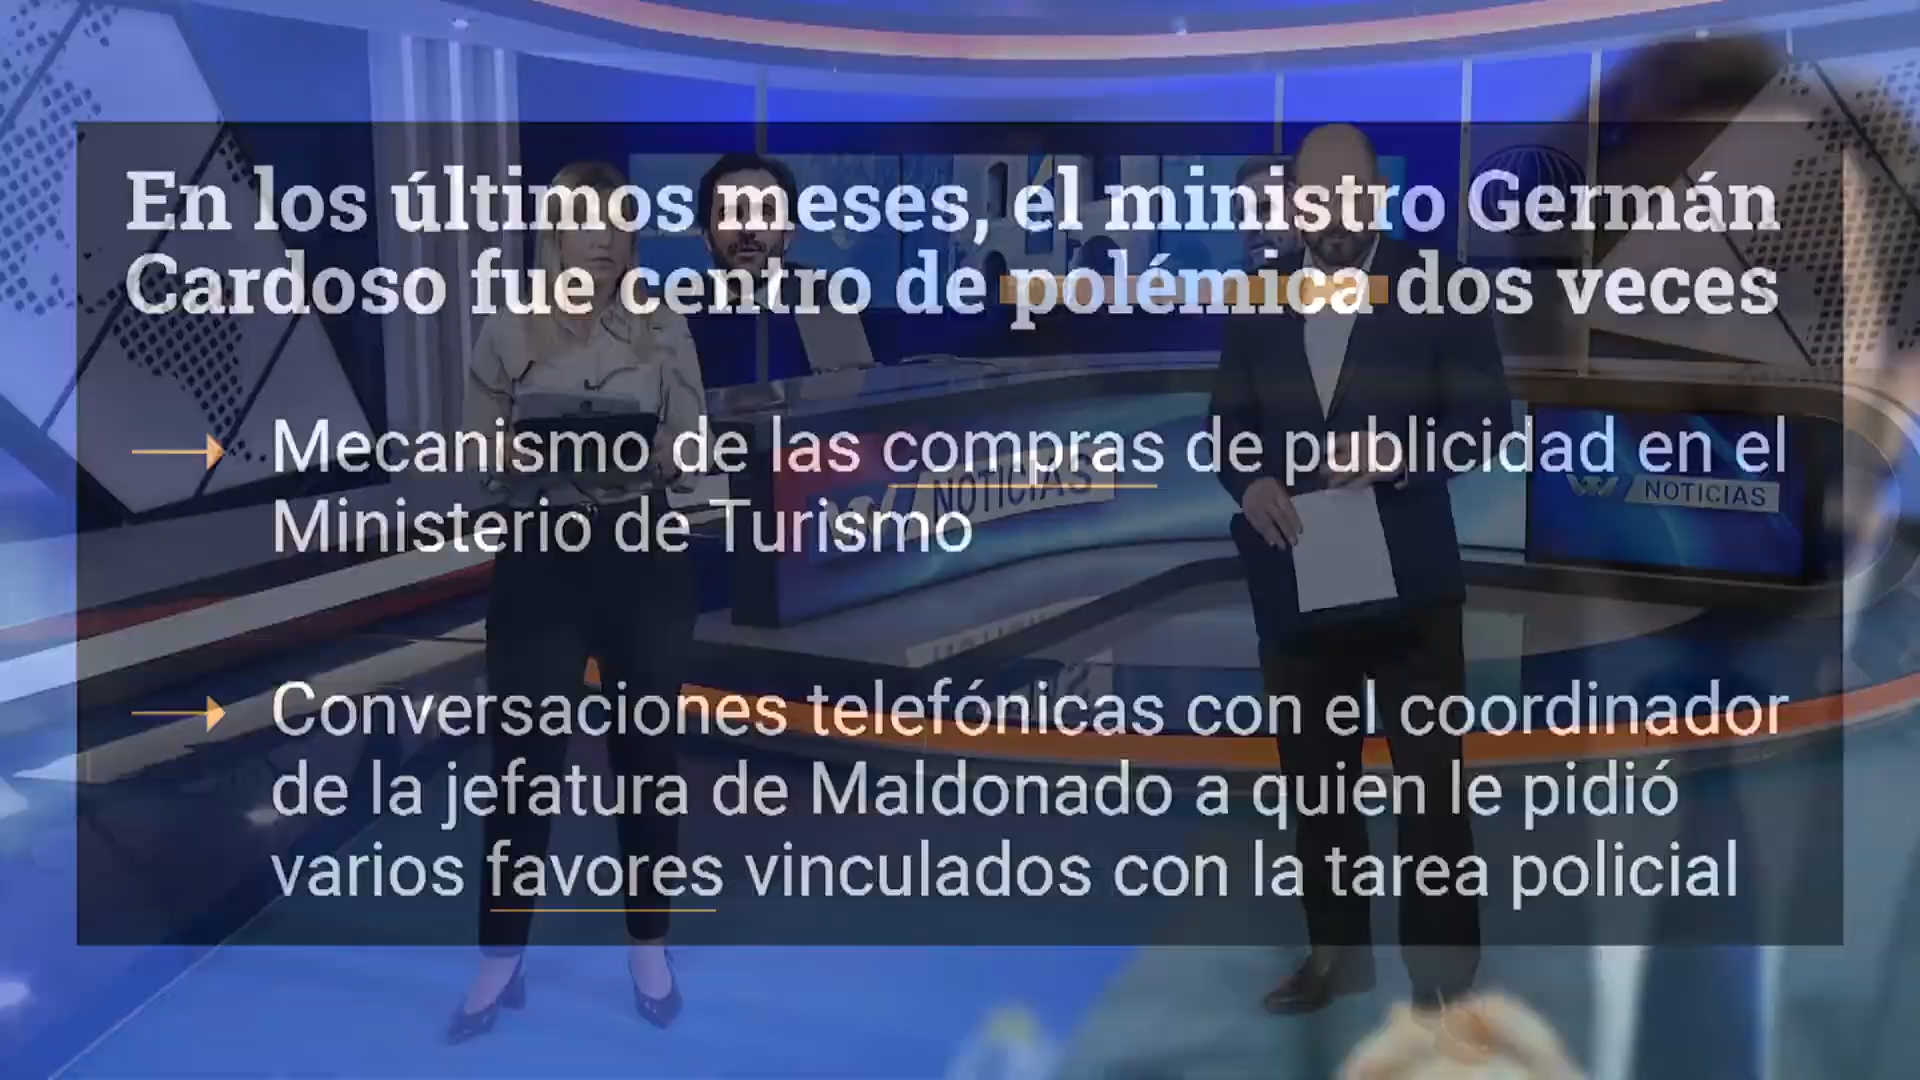 En los últimos meses, el ministro Germán
Cardoso fue centro de polémica dos veces
Mecanismo de las compras de publicidad en el
Ministerio de Turismo
NOTICIAS
NOTICIAS
Conversaciones telefónicas con el coordinador
de la jefatura de Maldonado a quien le pidió
varios favores vinculados con la tarea policial